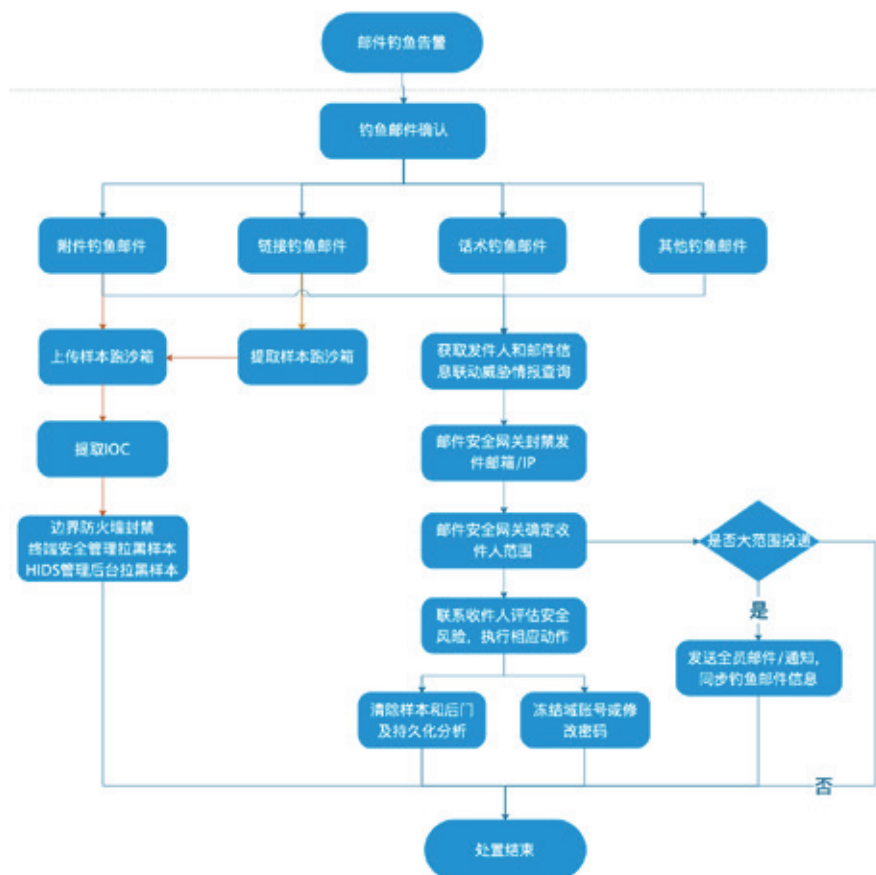 邮件钓鱼告警
钓鱼邮件确认
附件钓鱼邮件
链接钓鱼邮件
话术钓鱼邮件
其他钓鱼邮件
上传样本跑沙箱
提取样本跑沙箱
获取发件人和邮件信
息联动威胁情报查询
提取IOC
邮件安全网关封禁发
件邮箱/IP
边界防火墙封禁
终端安全管理拉黑样本
HIDS管理后台拉黑样本
邮件安全网关确定收
件人范围
是否大范围投递
联系收件人评估安全
风险，执行相应动作
是
发送全员邮件/通知，
同步钓鱼邮件信息
清除样本和后门
及持久化分析
冻结域账号或修
改密码
否
处置结束